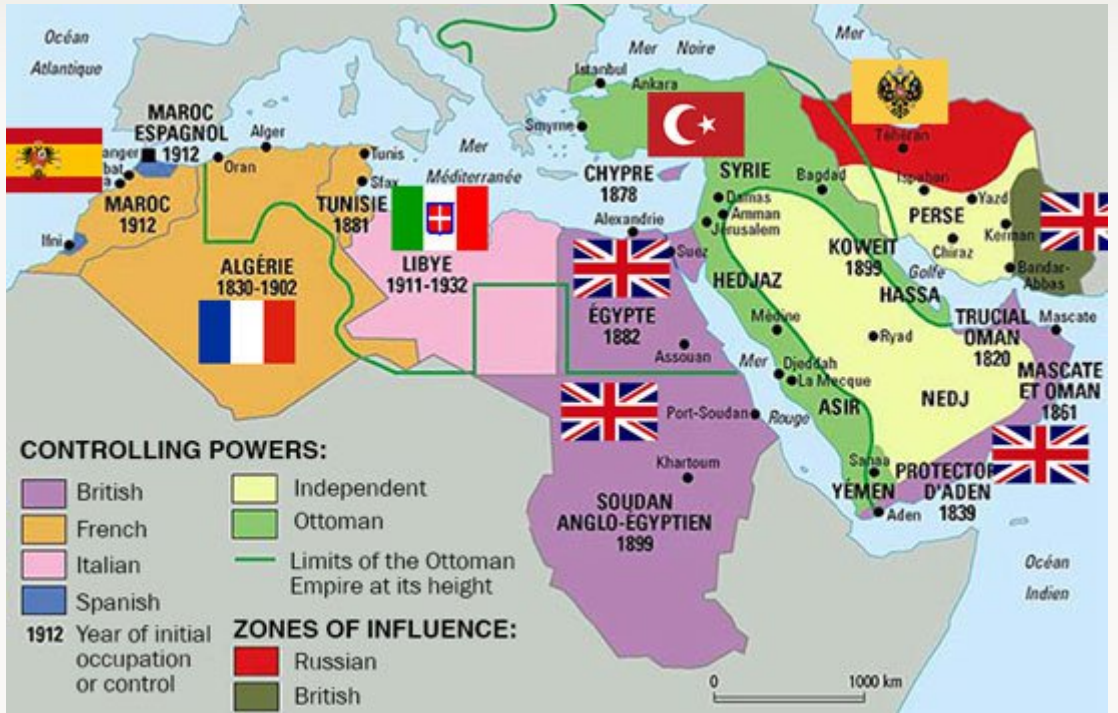 Océan
Atlantique
MAROC
ESPAGNOL
1912
Alger
Oran
anger
bat
a
MAROC
1912
Ifni
Tunis
Sfax
TUNISIE
1881
ALGÉRIE
1830-1902
Mer
Méditerranée
LIBYE
1911-1932
Mer Noire
Mer
Istanbul
Ankara
Smyrne
CHYPRE
1878
SYRIE
Damas
Amman
Jérusalem
Bagdad
Alexandrie
Suez
ÉGYPTE
1882
Assouan
HEDJAZ
Médine
Mer
Rouge
Djeddah
La Mecque
ASIR
Téhéran
Ispahan
Yazd
PERSE
Kerman
Chiraz
Bandar-
Abbas
KOWEIT
1899
Golfe
HASSA
TRUCIAL
OMAN
1820
Mascate
Ryad
NEDJ
MASCATE
ET OMAN
1861
Port-Soudan
Khartoum
SOUDAN
ANGLO-ÉGYPTIEN
1899
Sanaa
YÉMEN
Aden
PROTECTOR
D'ADEN
1839
Océan
Indien
CONTROLLING POWERS:
British
French
Italian
Spanish
1912 Year of initial
occupation
or control
Independent
Ottoman
Limits of the Ottoman
Empire at its height
ZONES OF INFLUENCE:
Russian
British
0 1000 km